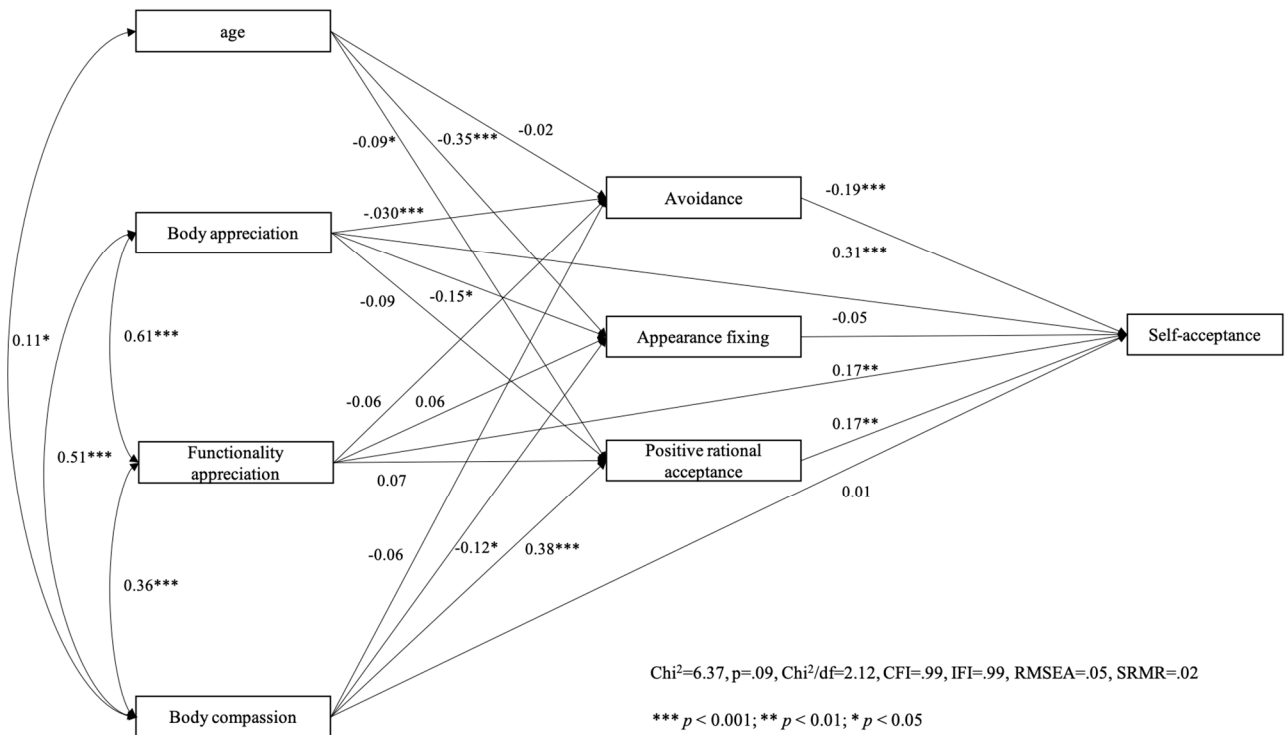 age
-0.02
-0.09*
-0.35***
Avoidance
-0.19***
Body appreciation
-.030***
0.31***
-0.09
-0.15*
-0.05
0.11*
0.61***
Appearance fixing
Self-acceptance
0.17**
-0.06
0.06
0.17**
0.51***
Functionality
appreciation
Positive rational
acceptance
0.07
0.01
-0.06
-0.12*
0.38***
0.36***
Chi²=6.37, p=.09, Chi²/df=2.12, CFI=.99, IFI=.99, RMSEA=.05, SRMR=.02
Body compassion
*** p < 0.001; ** p < 0.01; * p < 0.05